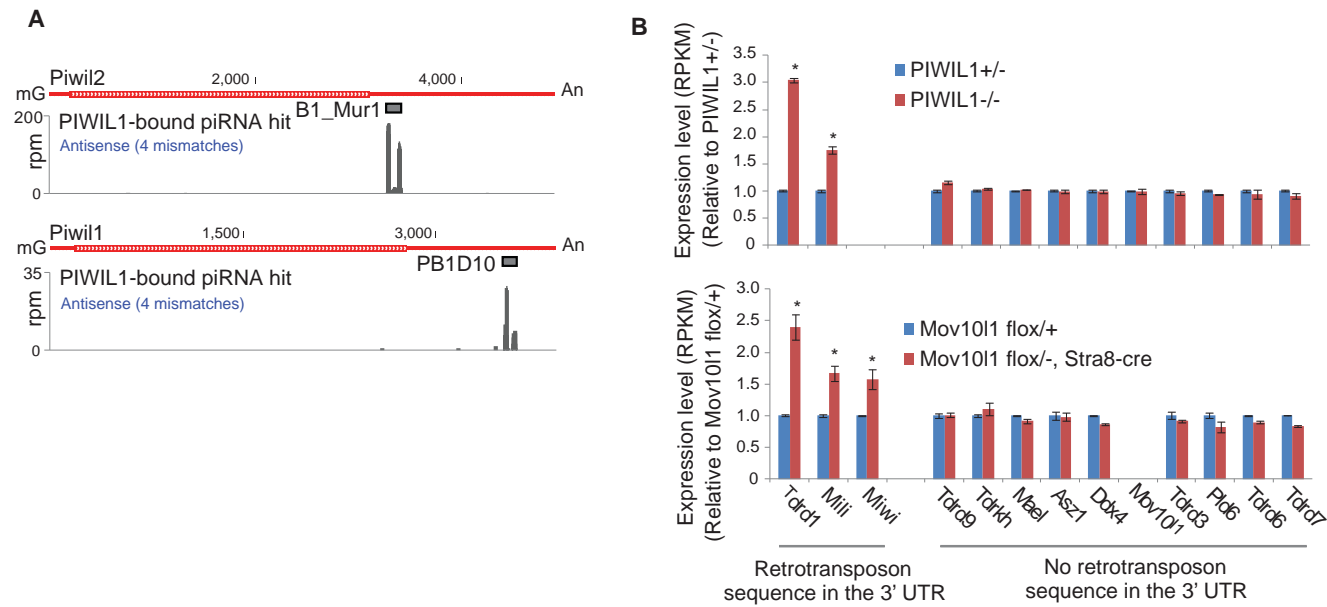 A
Piwil2
2,000
4,000
mG
An
B1_Mur1
200
PIWIL1-bound piRNA hit
Antisense (4 mismatches)
rpm
0
Piwil1
1,500
3,000
mG
An
PB1D10
35
PIWIL1-bound piRNA hit
Antisense (4 mismatches)
rpm
0
B
Expression level (RPKM)
(Relative to PIWIL1+/-)
3.5
3.0
2.5
2.0
1.5
1.0
0.5
0
*
*
PIWIL1+/-
PIWIL1-/-
Expression level (RPKM)
(Relative to Mov10l1 flox/+)
3.0
2.5
2.0
1.5
1.0
0.5
0
*
*
*
Mov10l1 flox/+
Mov10l1 flox/-, Stra8-cre
Tdrd1
Mili
Miwi
Tdrd9
Tdrkh
Mael
Asz1
Ddx4
Mov10l1
Tdrd3
Pld6
Tdrd6
Tdrd7
Retrotransposon
sequence in the 3' UTR
No retrotransposon
sequence in the 3' UTR